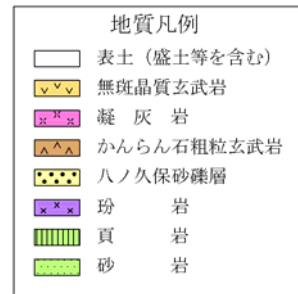 地質凡例
表土（盛土等を含む）
無斑晶質玄武岩
凝灰岩
かんらん石粗粒玄武岩
八ノ久保砂礫層
玢岩
頁岩
砂岩